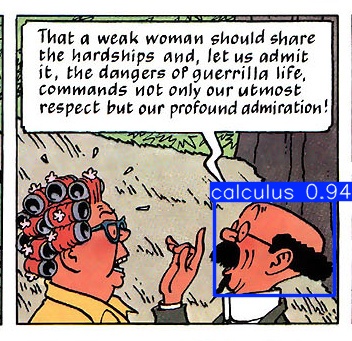 That a weak woman should share
the hardships and, let us admit
it, the dangers of guerrilla life,
commands not only our utmost
respect but our profound admiration!
calculus 0.94